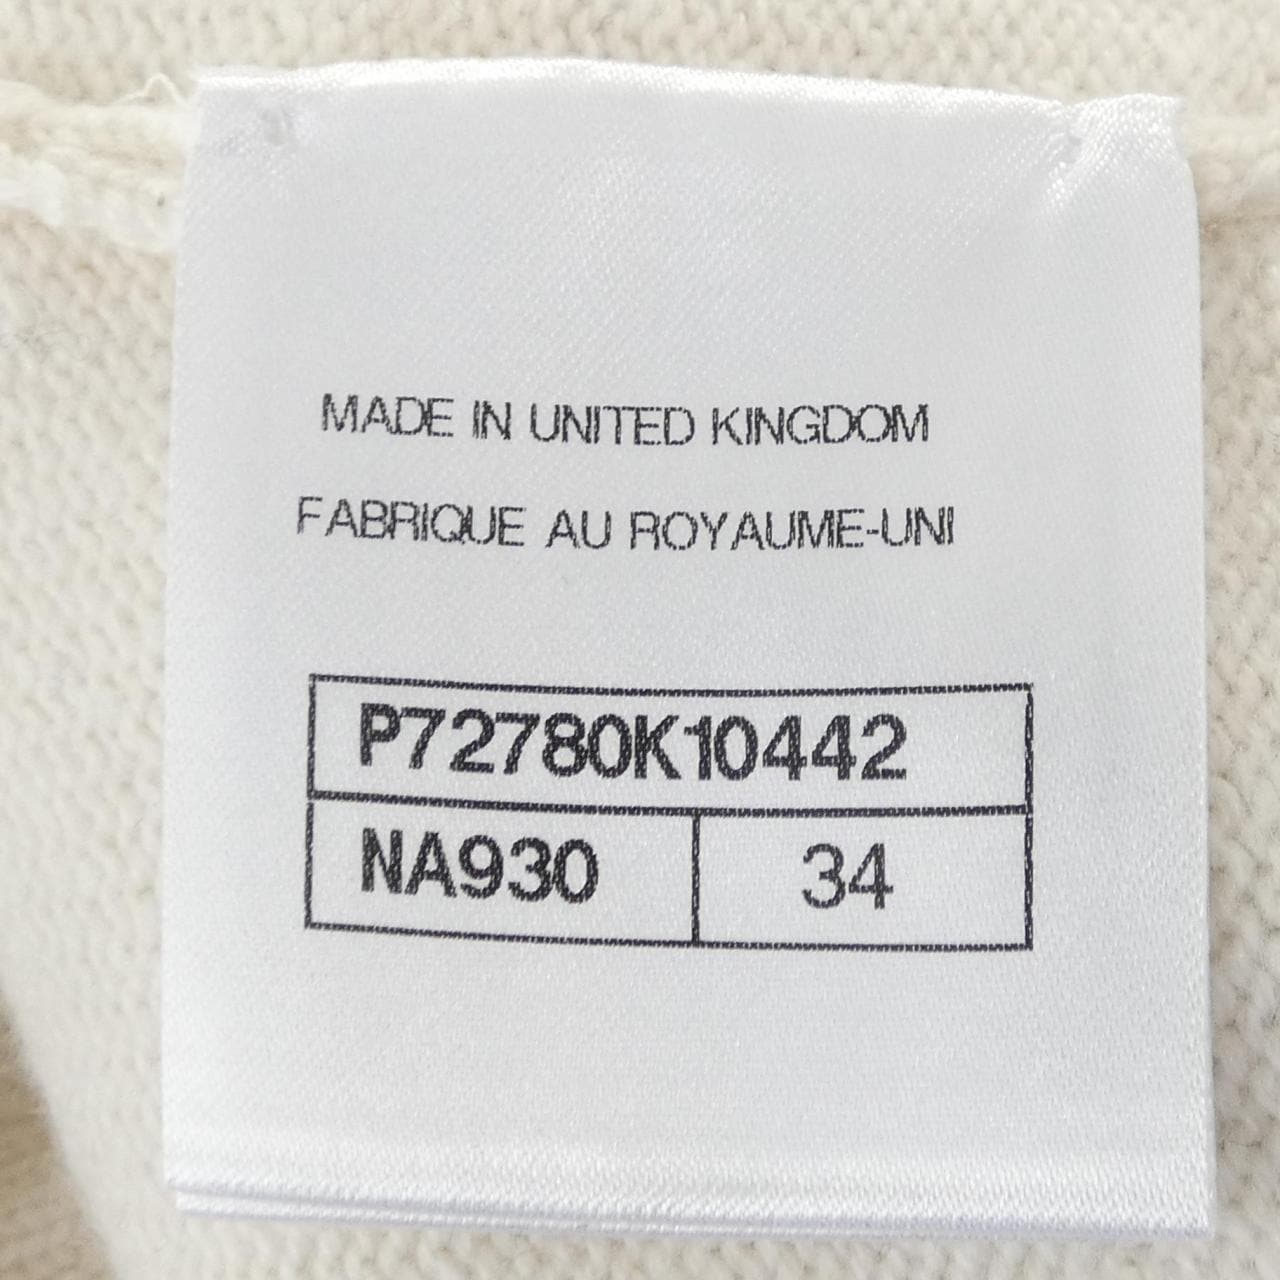 MADE IN UNITED KINGDOM
FABRIQUE AU ROYAUME-UNI
P72780K10442
NA930 34